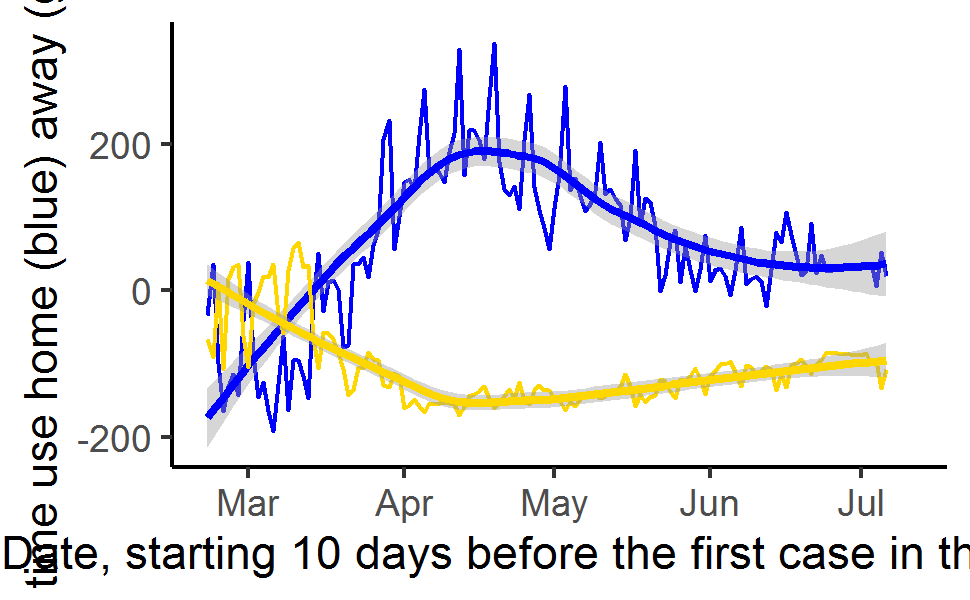 time use home (blue) away (
200
0
-200
Mar Apr May Jun Jul
Date, starting 10 days before the first case in th